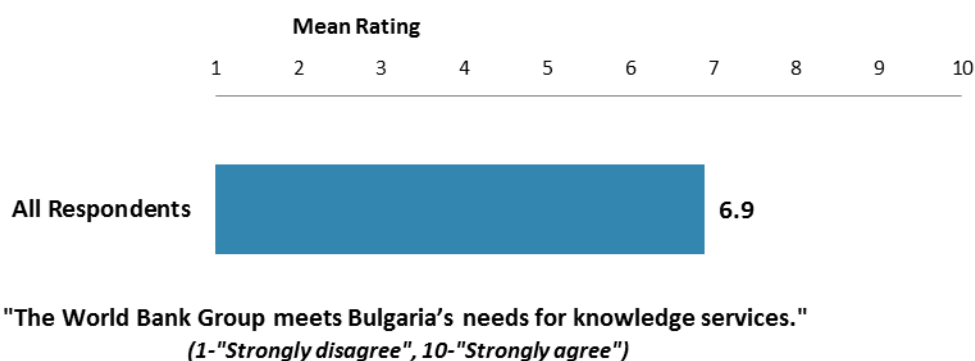 Mean Rating
1 2 3 4 5 6 7 8 9 10
All Respondents 6.9
"The World Bank Group meets Bulgaria’s needs for knowledge services."
(1-"Strongly disagree", 10-"Strongly agree")